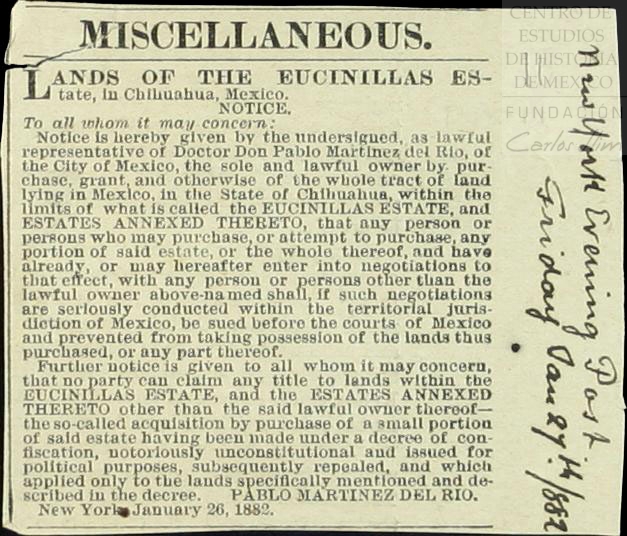 MISCELLANEOUS.
LANDS OF THE EUCINILLAS ES-
tate, in Chihuahua, Mexico.
NOTICE.
To all whom it may concern:
Notice is hereby given by the undersigned, as lawful
representative of Doctor Don Pablo Martinez del Rio, of
the City of Mexico, the sole and lawful owner by pur-
chase, grant, and otherwise of the whole tract of land
lying in Mexico, in the State of Chihuahua, within the
limits of what is called the EUCINILLAS ESTATE, and
ESTATES ANNEXED THERETO, that any person or
persons who may purchase, or attempt to purchase, any
portion of said estate, or the whole thereof, and have
already, or may hereafter enter into negotiations to
that effect, with any person or persons other than the
lawful owner above-named shall, if such negotiations
are seriously conducted within the territorial juris-
diction of Mexico, be sued before the courts of Mexico
and prevented from taking possession of the lands thus
purchased, or any part thereof.
Further notice is given to all whom it may concern,
that no party can claim any title to lands within the
EUCINILLAS ESTATE, and the ESTATES ANNEXED
THERETO other than the said lawful owner thereof—
the so-called acquisition by purchase of a small portion
of said estate having been made under a decree of con-
fiscation, notoriously unconstitutional and issued for
political purposes, subsequently repealed, and which
applied only to the lands specifically mentioned and de-
scribed in the decree. PABLO MARTINEZ DEL RIO.
New York January 26, 1882.
New York Evening Post
Friday Jan 27th/1882
CENTRO DE
ESTUDIOS
DE HISTORIA
DE MEXICO
FUNDACIÓN
Carlos Slim